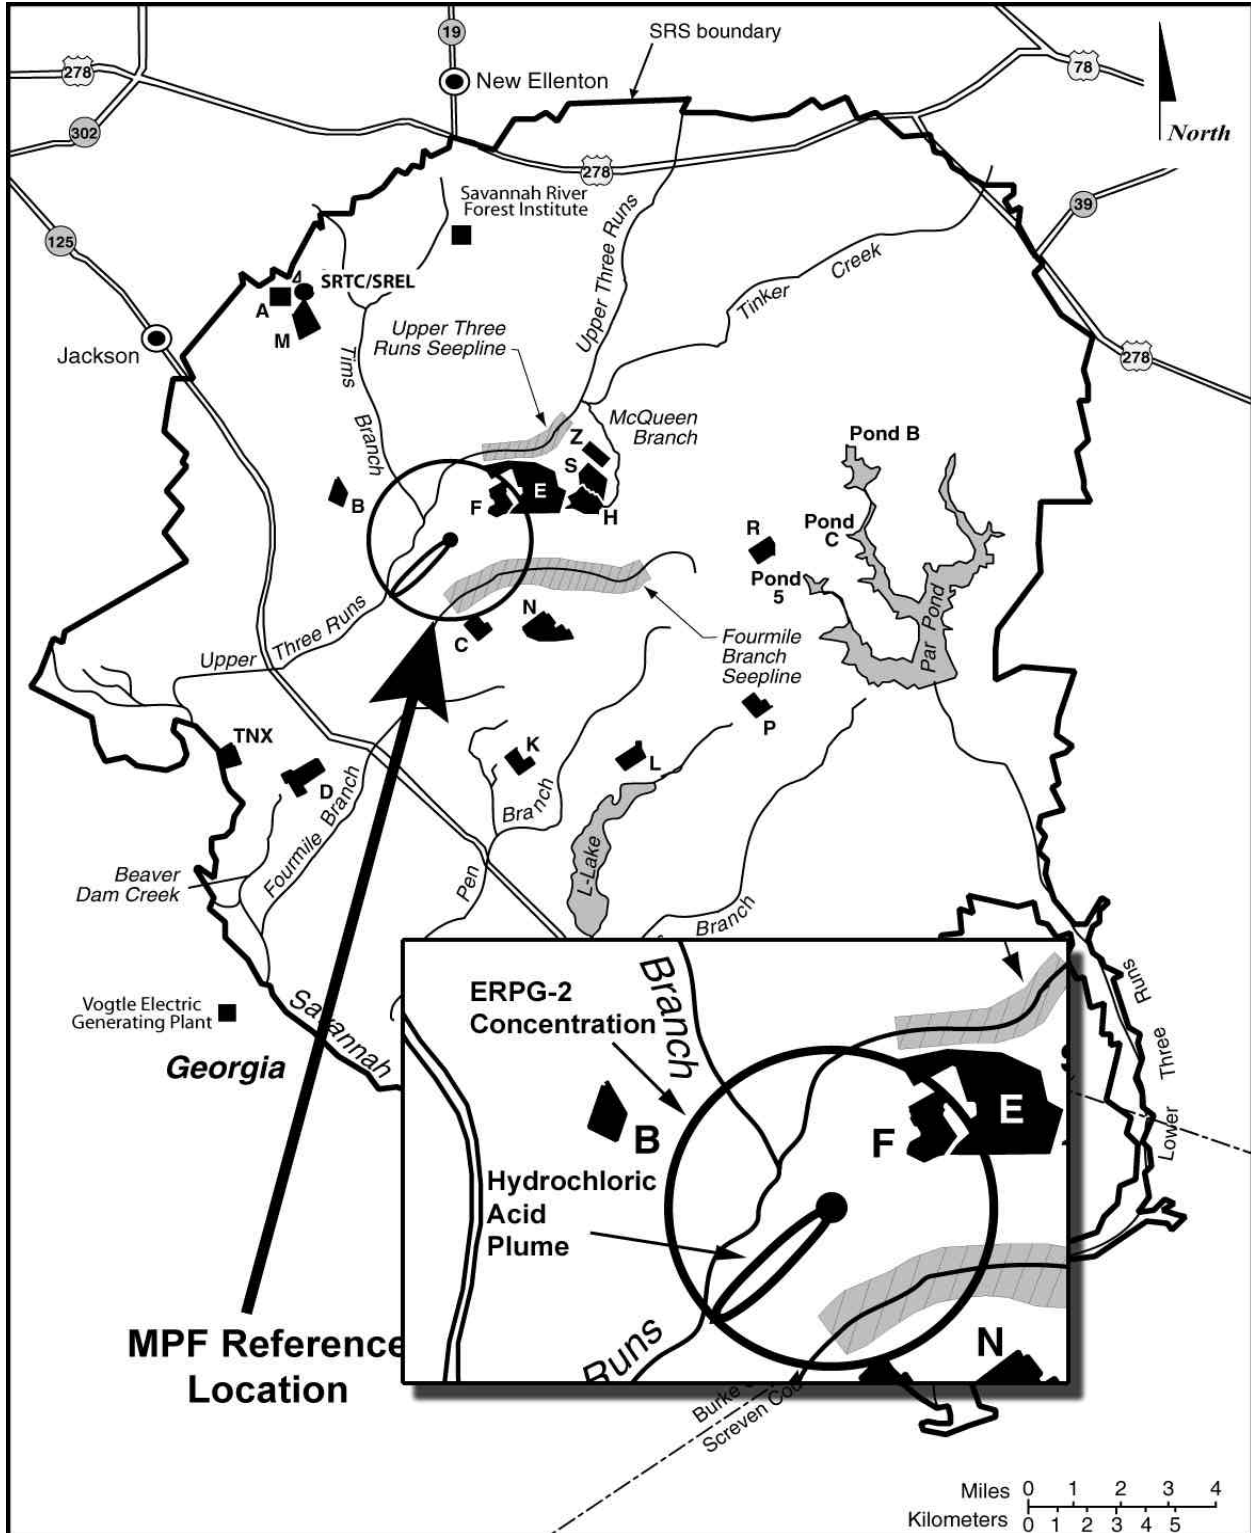 19
SRS boundary
278
New Ellenton
78
302
North
278
Savannah River
Forest Institute
39
125
Upper Three Runs
4
SRTC/SREL
A
M
Tinker Creek
Upper Three
Runs Seepline
Jackson
Tims
Branch
278
McQueen
Branch
Z
Pond B
S
B
F
E
H
R
Pond
C
Pond
5
Par Pond
N
C
Upper Three Runs
Fourmile
Branch
Seepline
P
TNX
K
L
D
Branch
L-Lake
Fourmile Branch
Beaver
Dam Creek
Pen
Branch
Vogtle Electric
Generating Plant
Savannah
Georgia
ERPG-2
Concentration
Branch
E
F
B
Hydrochloric
Acid
Plume
Runs
N
Lower Three Runs
MPF Reference
Location
Burke
Screven Cou
Miles 0 1 2 3 4
Kilometers 0 1 2 3 4 5